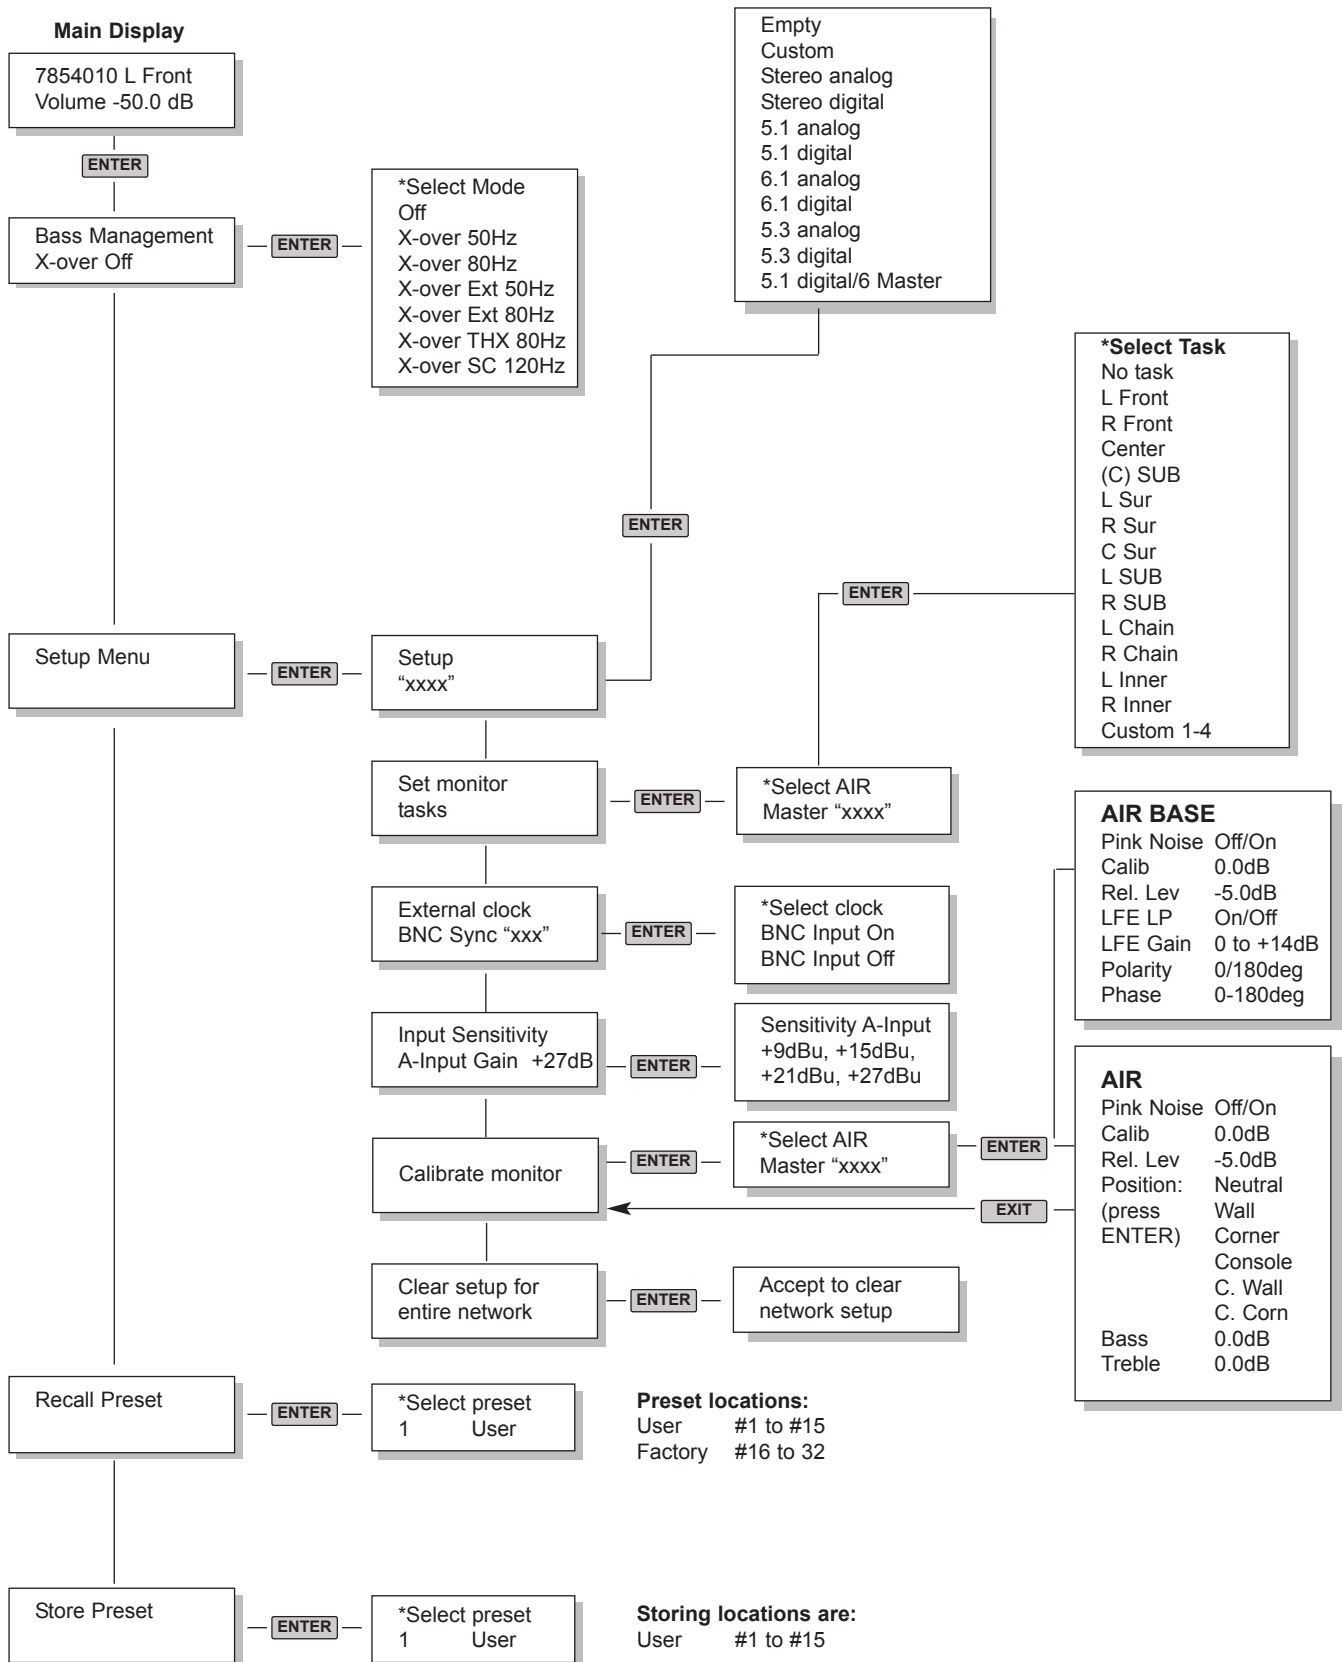 Main Display
7854010 L Front
Volume -50.0 dB
ENTER
Bass Management
X-over Off
ENTER
*Select Mode
Off
X-over 50Hz
X-over 80Hz
X-over Ext 50Hz
X-over Ext 80Hz
X-over THX 80Hz
X-over SC 120Hz
Empty
Custom
Stereo analog
Stereo digital
5.1 analog
5.1 digital
6.1 analog
6.1 digital
5.3 analog
5.3 digital
5.1 digital/6 Master
ENTER
Setup Menu
ENTER
Setup
“xxxx”
Set monitor
tasks
ENTER
*Select AIR
Master “xxxx”
ENTER
*Select Task
No task
L Front
R Front
Center
(C) SUB
L Sur
R Sur
C Sur
L SUB
R SUB
L Chain
R Chain
L Inner
R Inner
Custom 1-4
External clock
BNC Sync “xxx”
ENTER
*Select clock
BNC Input On
BNC Input Off
Input Sensitivity
A-Input Gain +27dB
ENTER
Sensitivity A-Input
+9dBu, +15dBu,
+21dBu, +27dBu
Calibrate monitor
ENTER
*Select AIR
Master “xxxx”
ENTER
EXIT
AIR BASE
Pink Noise Off/On
Calib 0.0dB
Rel. Lev -5.0dB
LFE LP On/Off
LFE Gain 0 to +14dB
Polarity 0/180deg
Phase 0-180deg
AIR
Pink Noise Off/On
Calib 0.0dB
Rel. Lev -5.0dB
Position: Neutral
(press Wall
ENTER) Corner
Console
C. Wall
C. Corn
Bass 0.0dB
Treble 0.0dB
Clear setup for
entire network
ENTER
Accept to clear
network setup
Recall Preset
ENTER
*Select preset
1 User
Preset locations:
User #1 to #15
Factory #16 to 32
Store Preset
ENTER
*Select preset
1 User
Storing locations are:
User #1 to #15